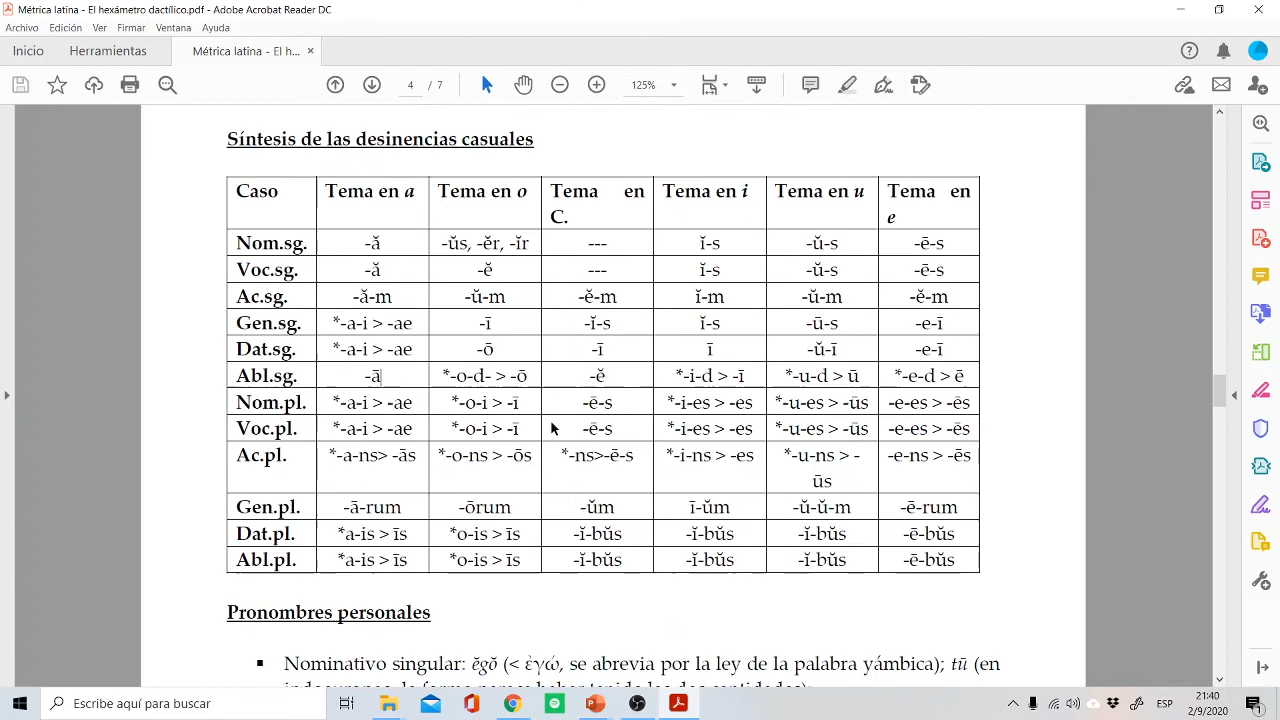 Métrica latina - El hexámetro dactílico.pdf - Adobe Acrobat Reader DC
Archivo Edición Ver Firmar Ventana Ayuda
Inicio Herramientas Métrica latina - El h... ×
4 / 7 125%
Síntesis de las desinencias casuales
Caso Tema en a Tema en o Tema en C. Tema en i Tema en u Tema en e
Nom.sg. -ă -ŭs, -ĕr, -ĭr --- ĭ-s -ŭ-s -ē-s
Voc.sg. -ă -ĕ --- ĭ-s -ŭ-s -ē-s
Ac.sg. -ă-m -ŭ-m -ĕ-m ĭ-m -ŭ-m -ĕ-m
Gen.sg. *-a-i > -ae -ī -ĭ-s ĭ-s -ū-s -e-ī
Dat.sg. *-a-i > -ae -ō -ī ī -ŭ-ī -e-ī
Abl.sg. -ā *-o-d- > -ō -ĕ *-i-d > -ī *-u-d > ū *-e-d > ē
Nom.pl. *-a-i > -ae *-o-i > -ī -ē-s *-i-es > -es *-u-es > -ūs -e-es > -ēs
Voc.pl. *-a-i > -ae *-o-i > -ī -ē-s *-i-es > -es *-u-es > -ūs -e-es > -ēs
Ac.pl. *-a-ns> -ās *-o-ns > -ōs *-ns>-ē-s *-i-ns > -es *-u-ns > -ūs -e-ns > -ēs
Gen.pl. -ā-rum -ōrum -ŭm ī-ŭm -ŭ-ŭ-m -ē-rum
Dat.pl. *a-is > īs *o-is > īs -ĭ-bŭs -ĭ-bŭs -ĭ-bŭs -ē-bŭs
Abl.pl. *a-is > īs *o-is > īs -ĭ-bŭs -ĭ-bŭs -ĭ-bŭs -ē-bŭs
Pronombres personales
▪ Nominativo singular: ĕgŏ (< ἐγώ, se abrevia por la ley de la palabra yámbica); tū (en
Escribe aquí para buscar
ESP
21:40
2/9/2020